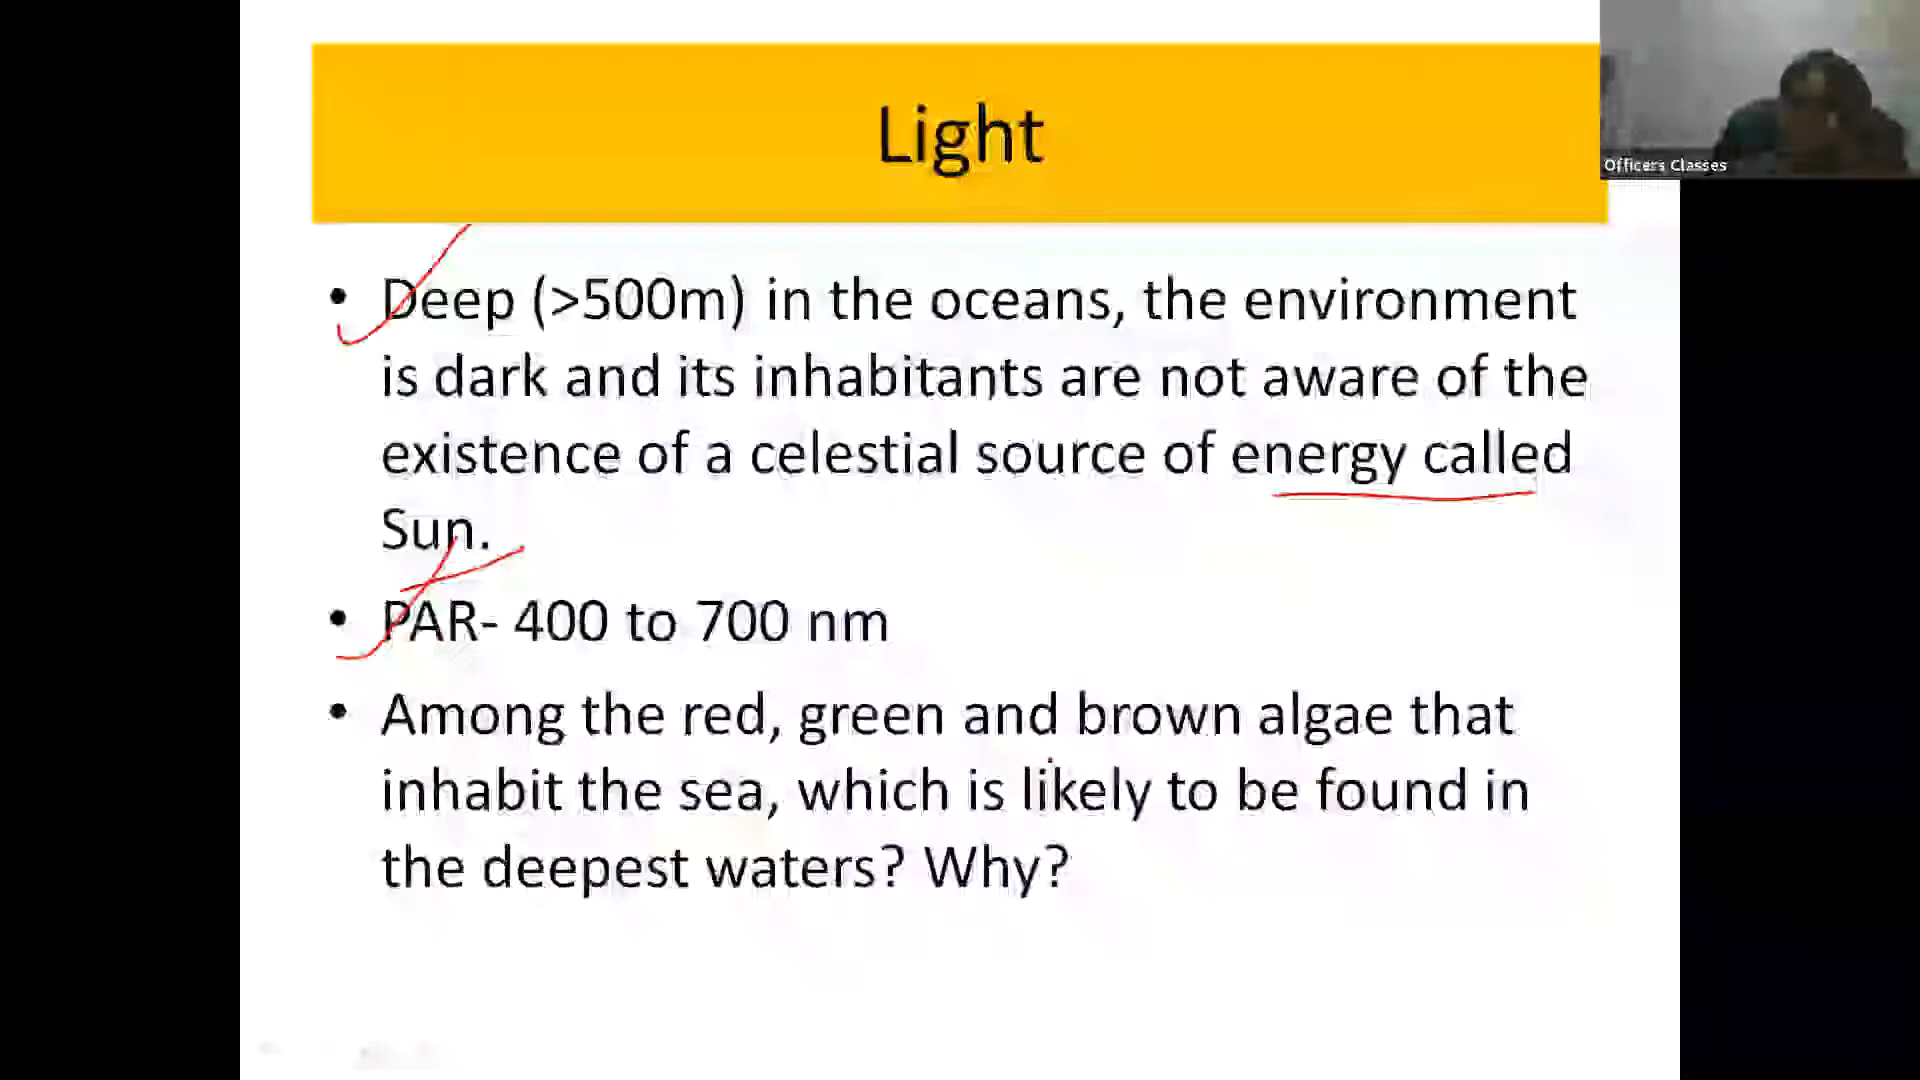 Light
Officers Classes
• Deep (>500m) in the oceans, the environment
is dark and its inhabitants are not aware of the
existence of a celestial source of energy called
Sun.
• PAR- 400 to 700 nm
• Among the red, green and brown algae that
inhabit the sea, which is likely to be found in
the deepest waters? Why?